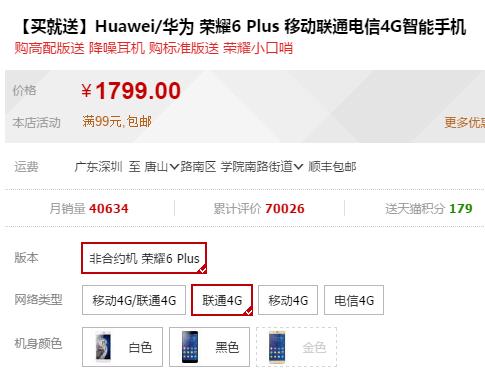 【买就送】Huawei/华为 荣耀6 Plus 移动联通电信4G智能手机
购高配版送 降噪耳机 购标准版送 荣耀小口哨
价格 ¥1799.00
本店活动 满99元,包邮 更多优
运费 广东深圳 至 唐山 路南区 学院南路街道 顺丰包邮
月销量 40634 累计评价 70026 送天猫积分 179
版本 非合约机 荣耀6 Plus
网络类型 移动4G/联通4G 联通4G 移动4G 电信4G
机身颜色 白色 黑色 金色